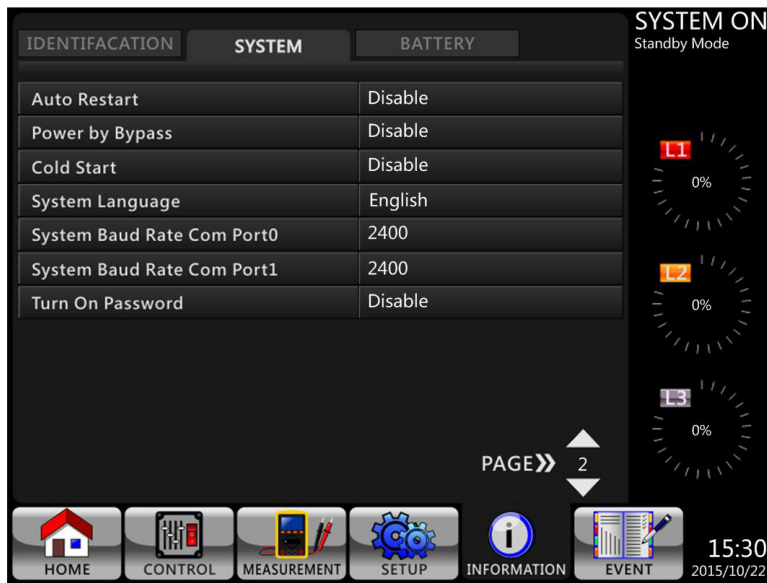 IDENTIFACATION SYSTEM BATTERY
SYSTEM ON
Standby Mode
Auto Restart Disable
Power by Bypass Disable
Cold Start Disable
System Language English
System Baud Rate Com Port0 2400
System Baud Rate Com Port1 2400
Turn On Password Disable
L1
0%
L2
0%
L3
0%
PAGE» 2
HOME CONTROL MEASUREMENT SETUP INFORMATION EVENT
15:30
2015/10/22